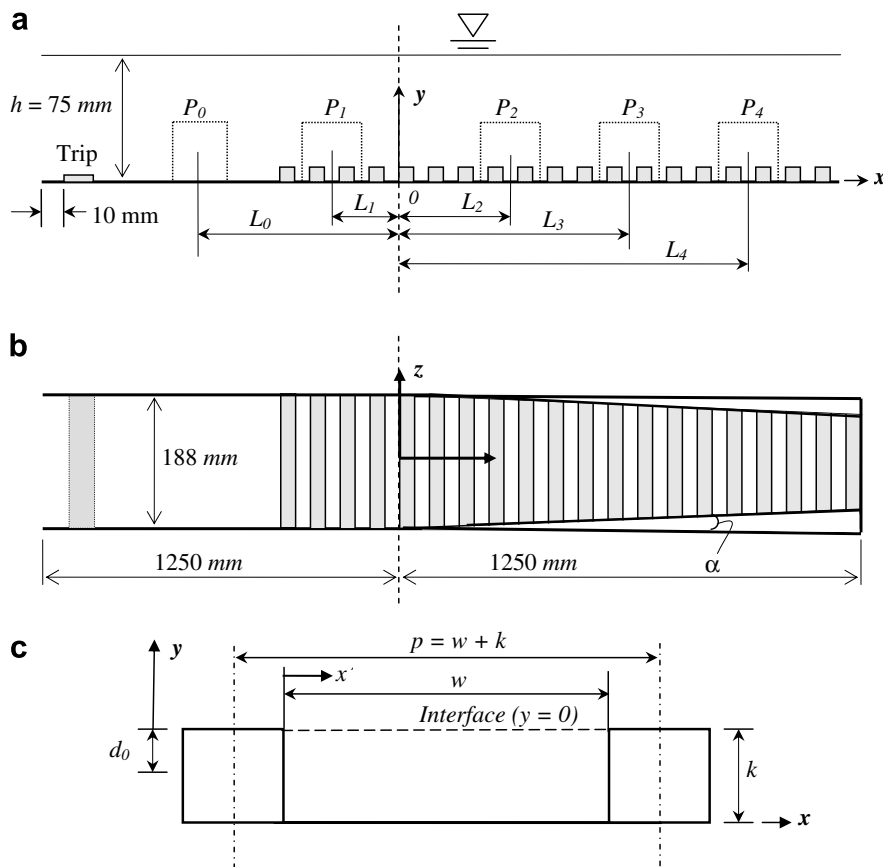 a
h = 75 mm
P₀
P₁
y
P₂
P₃
P₄
Trip
x
0
10 mm
L₀
L₁
L₂
L₃
L₄
b
z
188 mm
α
1250 mm
1250 mm
c
y
p = w + k
x'
w
Interface (y = 0)
d₀
k
x